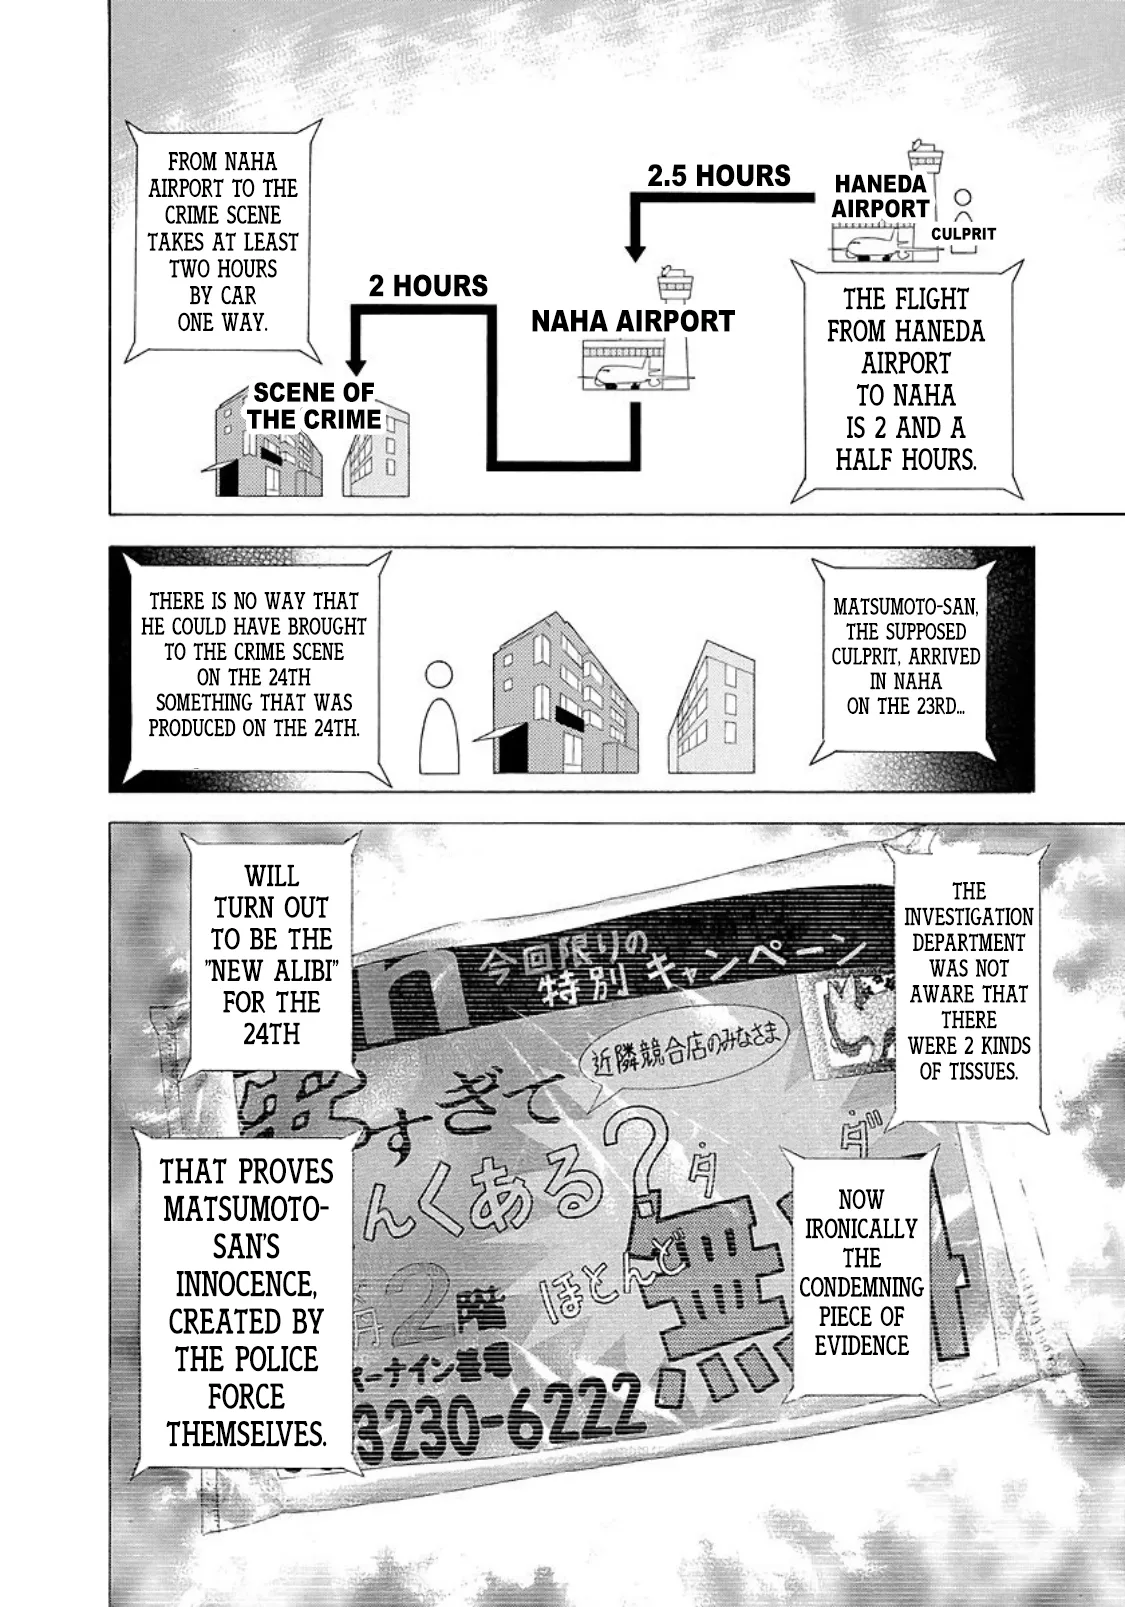 HANEDA
AIRPORT
CULPRIT
2.5 HOURS
THE FLIGHT
FROM HANEDA
AIRPORT
TO NAHA
IS 2 AND A
HALF HOURS.
NAHA AIRPORT
2 HOURS
SCENE OF
THE CRIME
FROM NAHA
AIRPORT TO THE
CRIME SCENE
TAKES AT LEAST
TWO HOURS
BY CAR
ONE WAY.
MATSUMOTO-SAN,
THE SUPPOSED
CULPRIT, ARRIVED
IN NAHA
ON THE 23RD...
THERE IS NO WAY THAT
HE COULD HAVE BROUGHT
TO THE CRIME SCENE
ON THE 24TH
SOMETHING THAT WAS
PRODUCED ON THE 24TH.
THE
INVESTIGATION
DEPARTMENT
WAS NOT
AWARE THAT
THERE
WERE 2 KINDS
OF TISSUES.
NOW
IRONICALLY
THE
CONDEMNING
PIECE OF
EVIDENCE
WILL
TURN OUT
TO BE THE
"NEW ALIBI"
FOR THE
24TH
THAT PROVES
MATSUMOTO-
SAN'S
INNOCENCE,
CREATED BY
THE POLICE
FORCE
THEMSELVES.
n
今回限りの
特別キャンペーン
近隣競合店のみなさま
すぎて
んくある?
ダ
ダ
ほとんど
2階
ーナイン
3230-6222